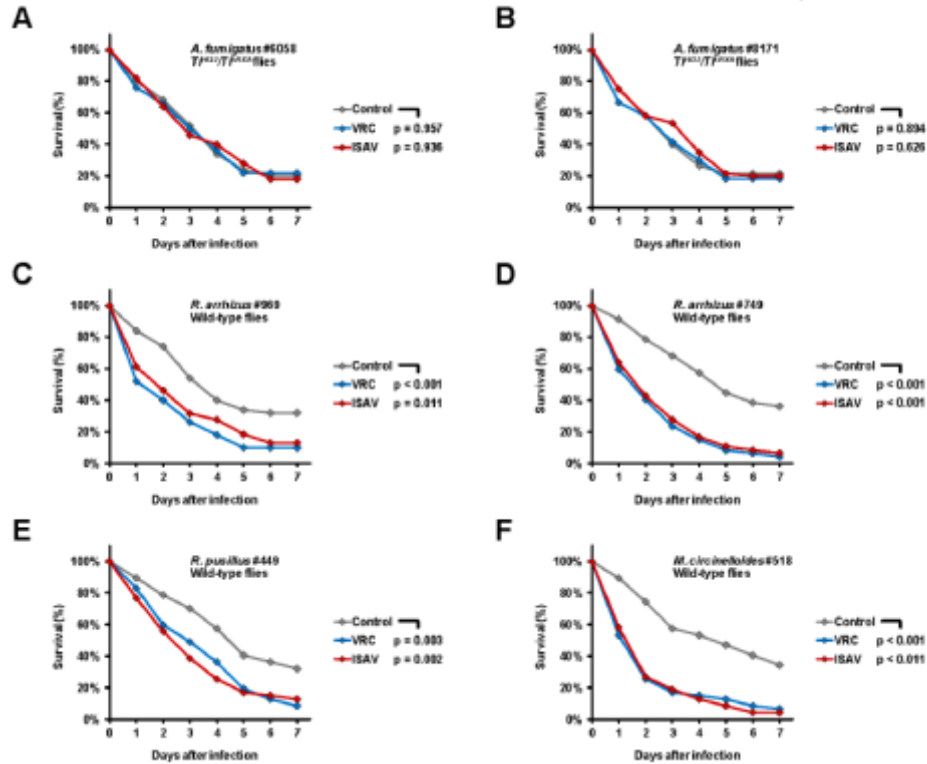 A
A. fumigatus #6058
flies
100%
80%
60%
40%
20%
0%
Survival (%)
0 1 2 3 4 5 6 7
Days after infection
Control
VRC p = 0.957
ISAV p = 0.936
B
A. fumigatus #8171
flies
100%
80%
60%
40%
20%
0%
Survival (%)
0 1 2 3 4 5 6 7
Days after infection
Control
VRC p = 0.894
ISAV p = 0.626
C
R. arrhizus #969
Wild-type flies
100%
80%
60%
40%
20%
0%
Survival (%)
0 1 2 3 4 5 6 7
Days after infection
Control
VRC p < 0.001
ISAV p = 0.011
D
R. arrhizus #749
Wild-type flies
100%
80%
60%
40%
20%
0%
Survival (%)
0 1 2 3 4 5 6 7
Days after infection
Control
VRC p < 0.001
ISAV p < 0.001
E
R. pusillus #449
Wild-type flies
100%
80%
60%
40%
20%
0%
Survival (%)
0 1 2 3 4 5 6 7
Days after infection
Control
VRC p = 0.003
ISAV p = 0.002
F
M. circinelloides #518
Wild-type flies
100%
80%
60%
40%
20%
0%
Survival (%)
0 1 2 3 4 5 6 7
Days after infection
Control
VRC p < 0.001
ISAV p < 0.011